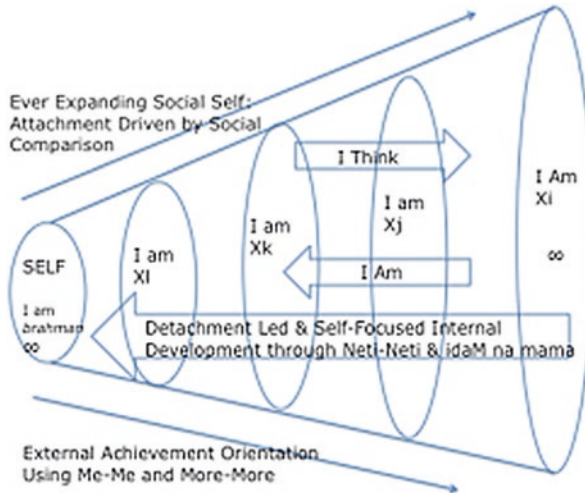 Ever Expanding Social Self:
Attachment Driven by Social
Comparison
I Think
I Am
Xi
∞
I am
Xj
I am
Xk
I am
Xl
SELF
I am
brahman
∞
I Am
Detachment Led & Self-Focused Internal
Development through Neti-Neti & idaM na mama
External Achievement Orientation
Using Me-Me and More-More